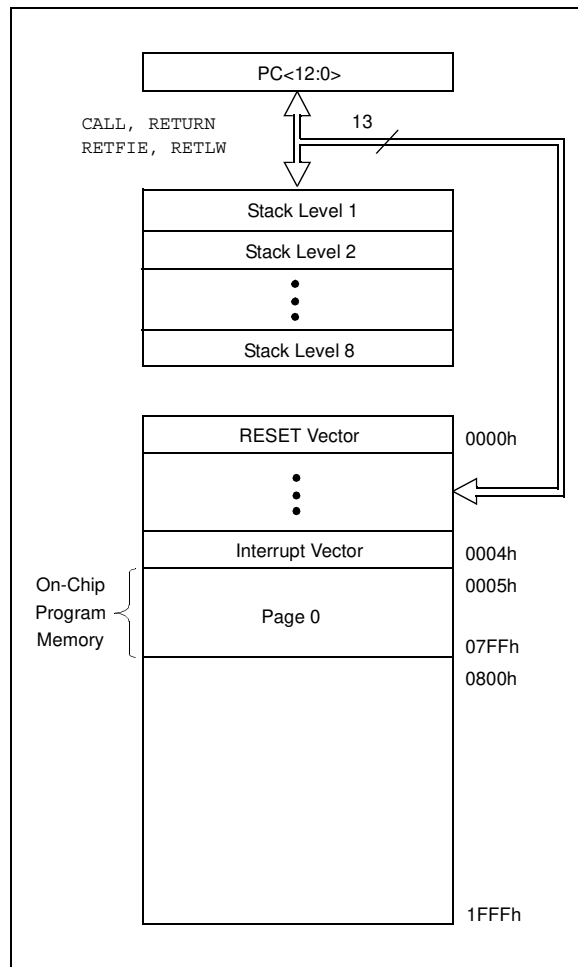 PC<12:0>
CALL, RETURN
RETFIE, RETLW
13
Stack Level 1
Stack Level 2
Stack Level 8
RESET Vector
0000h
Interrupt Vector
0004h
On-Chip
Program
Memory
0005h
Page 0
07FFh
0800h
1FFFh